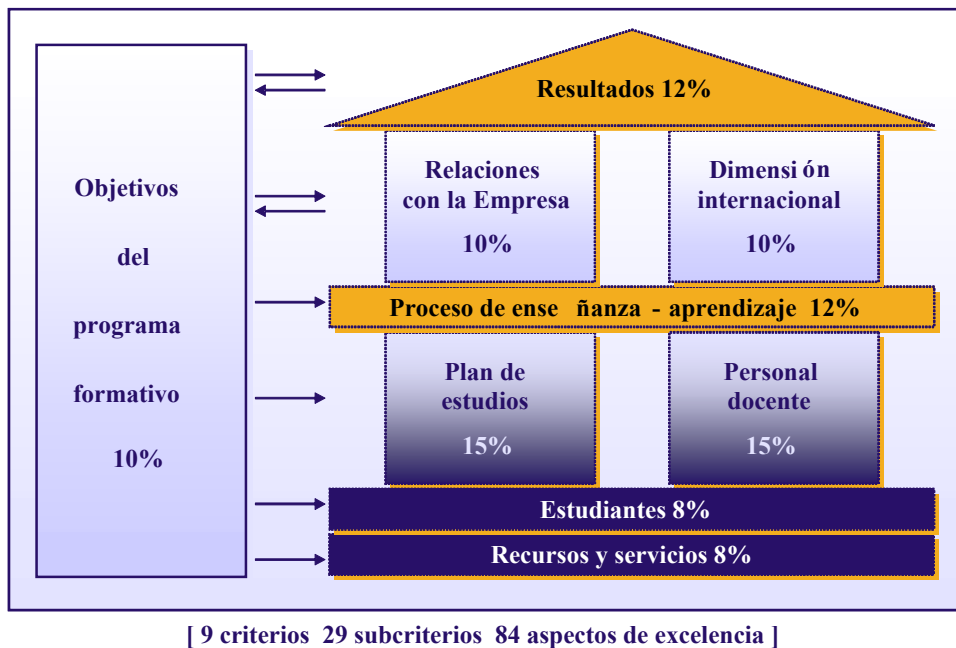 Objetivos
del
programa
formativo
10%
Resultados 12%
Relaciones
con la Empresa
10%
Dimensión
internacional
10%
Proceso de ense ñanza - aprendizaje 12%
Plan de
estudios
15%
Personal
docente
15%
Estudiantes 8%
Recursos y servicios 8%
[ 9 criterios 29 subcriterios 84 aspectos de excelencia ]